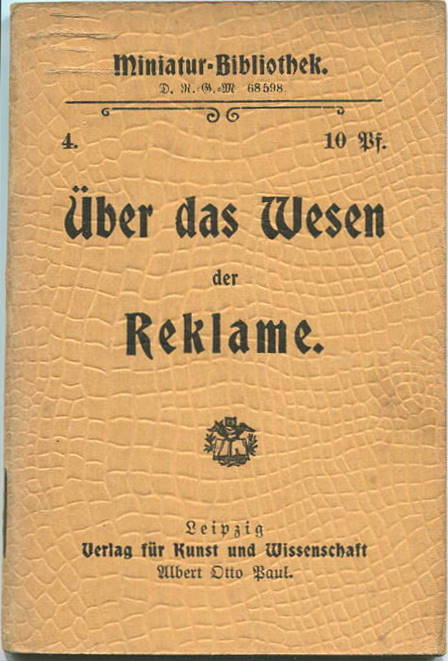 Miniatur-Bibliothek.
D. R.-G.-M 68598.
4. 10 Pf.
Über das Wesen
der
Reklame.
Leipzig
Verlag für Kunst und Wissenschaft
Albert Otto Paul.